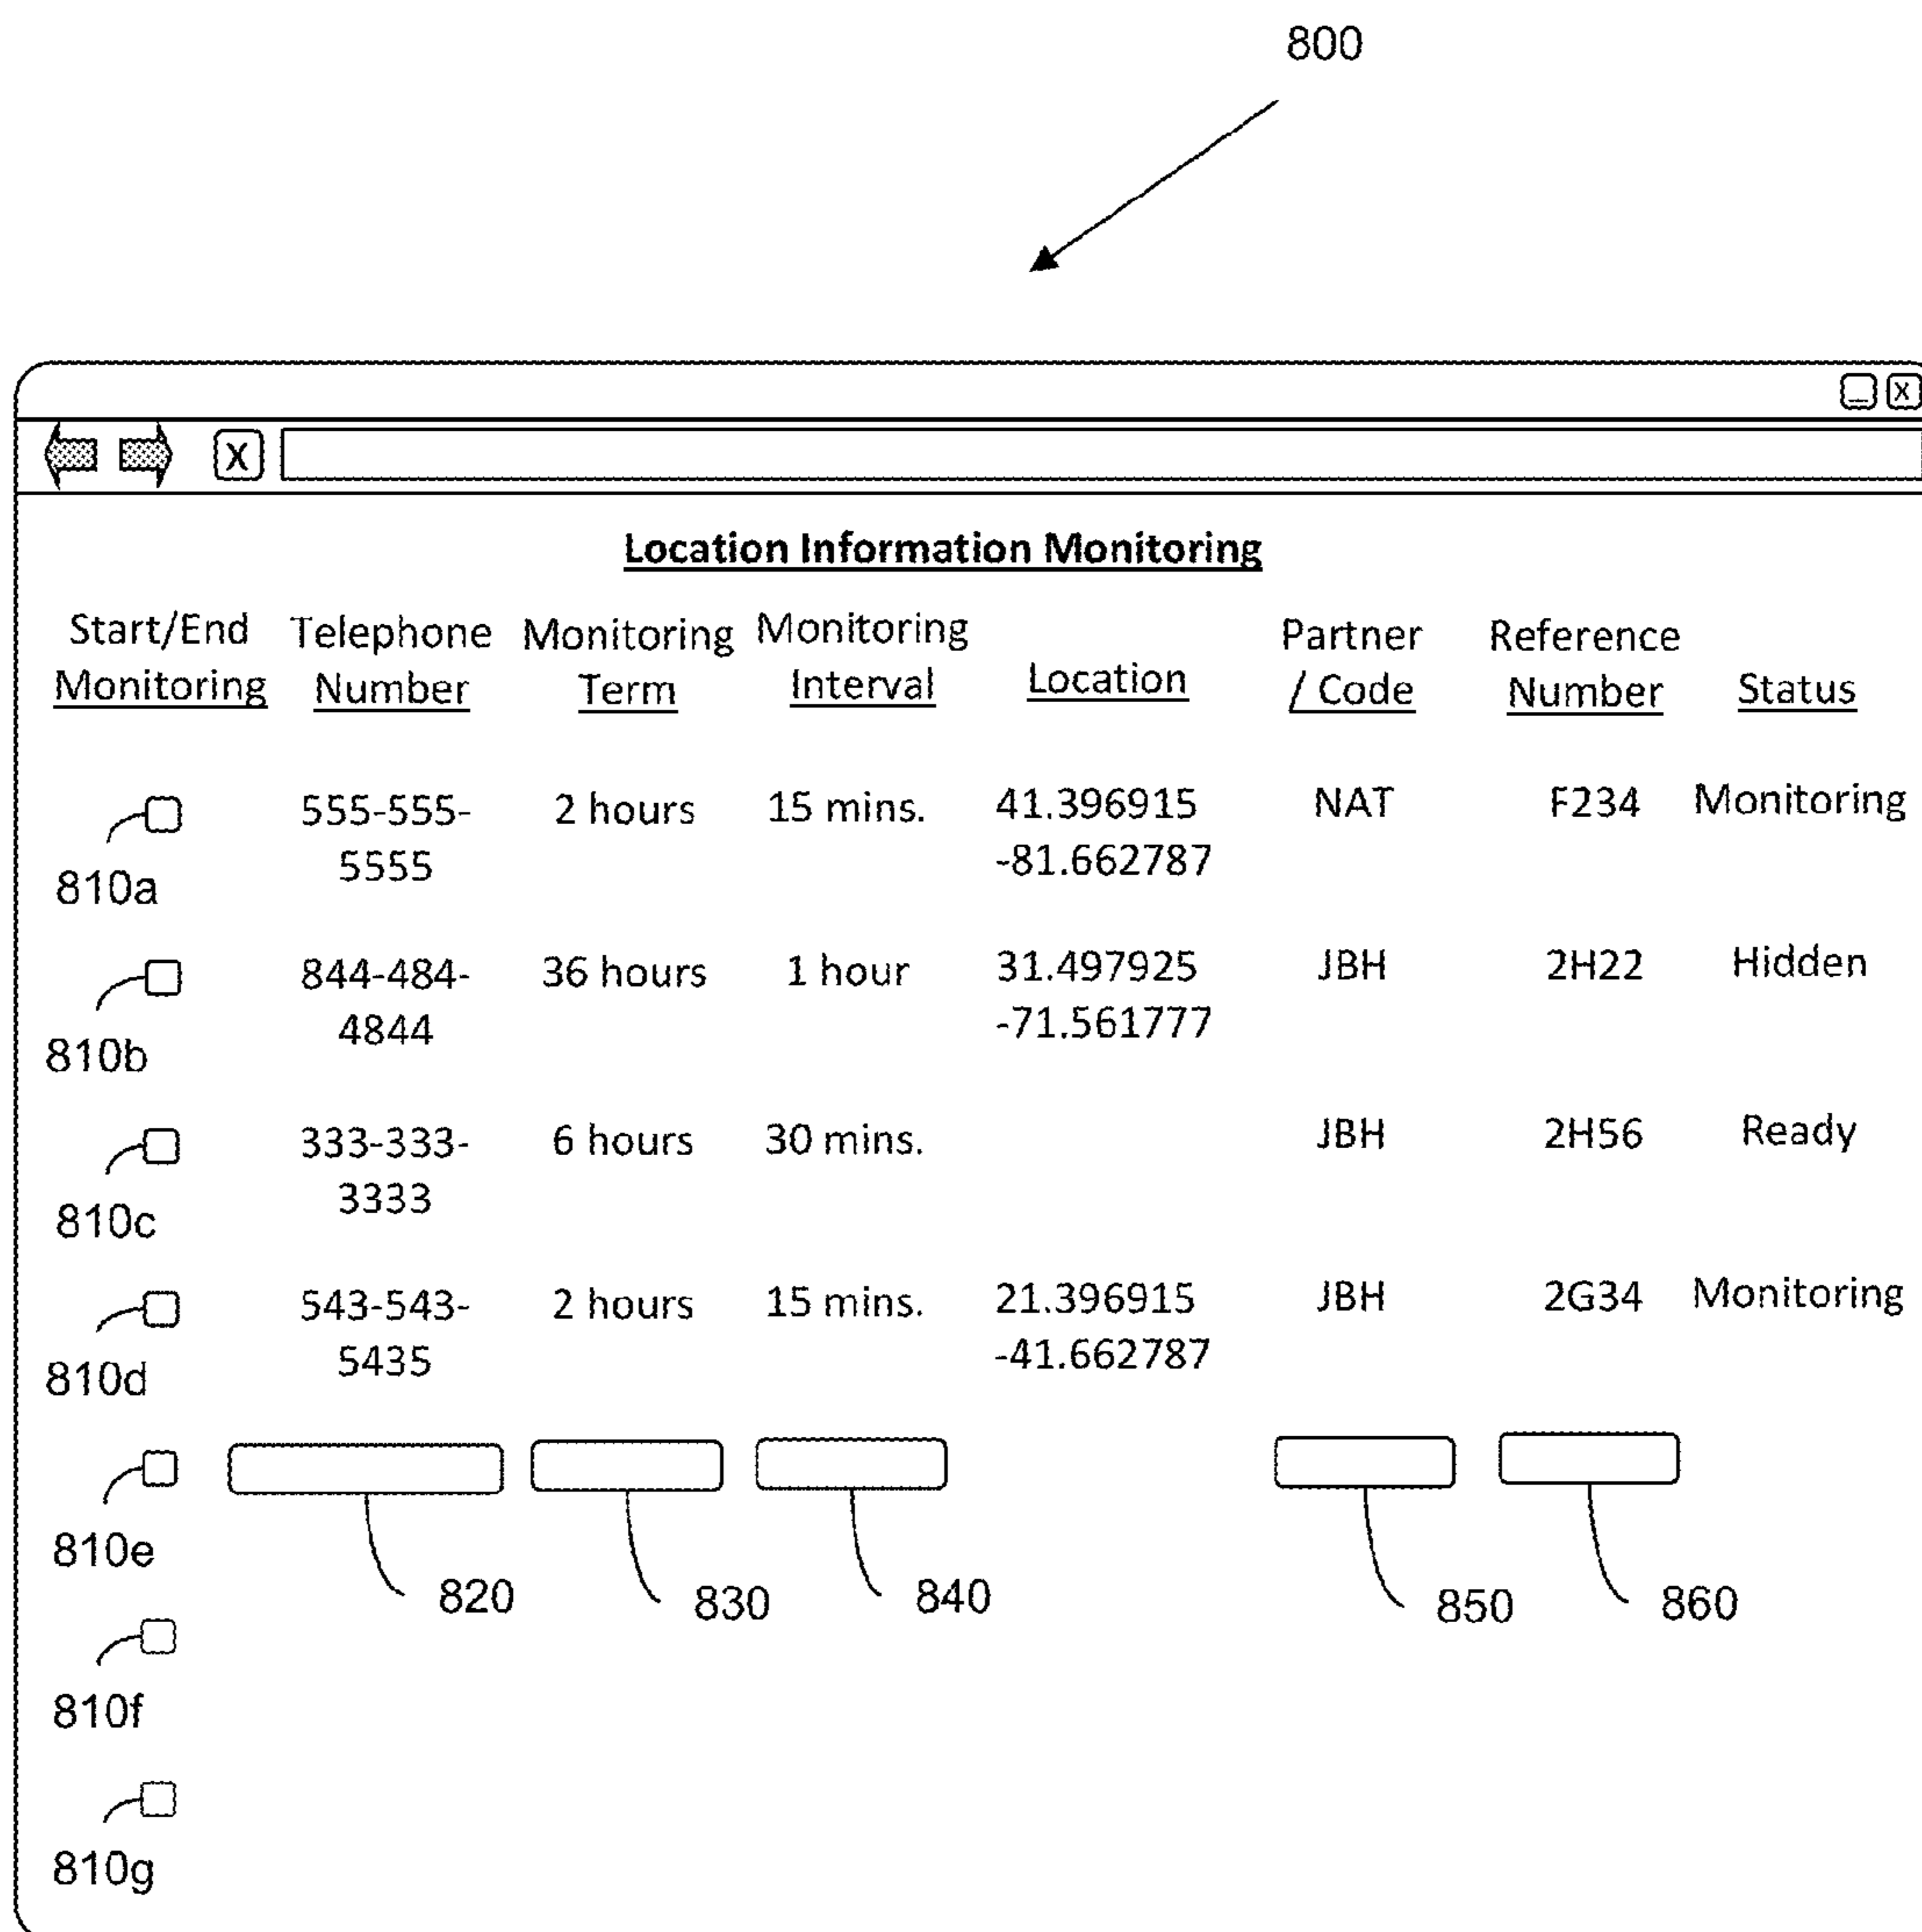 800
_ X
X
Location Information Monitoring
Start/End Telephone Monitoring Monitoring Partner Reference
Monitoring Number Term Interval Location / Code Number Status
555-555- 2 hours 15 mins. 41.396915 NAT F234 Monitoring
5555 -81.662787
810a
844-484- 36 hours 1 hour 31.497925 JBH 2H22 Hidden
4844 -71.561777
810b
333-333- 6 hours 30 mins. JBH 2H56 Ready
3333
810c
543-543- 2 hours 15 mins. 21.396915 JBH 2G34 Monitoring
5435 -41.662787
810d
810e
820 830 840 850 860
810f
810g